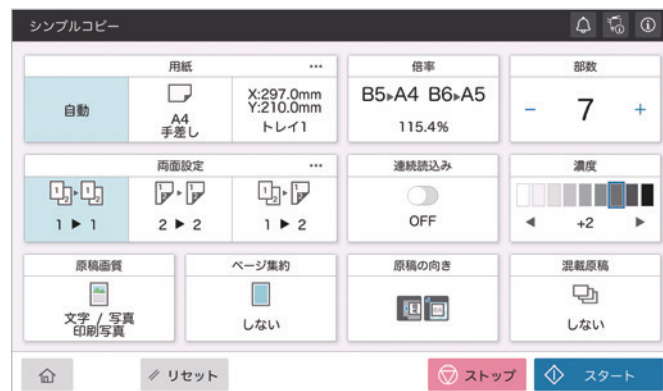 シンプルコピー
用紙 ...
倍率
部数
自動
A4
手差し
X:297.0mm
Y:210.0mm
トレイ1
B5▸A4 B6▸A5
115.4%
- 7 +
両面設定 ...
連続読込み
濃度
1 ▶ 1
2 ▶ 2
1 ▶ 2
OFF
◀ +2 ▶
原稿画質
ページ集約
原稿の向き
混載原稿
文字 / 写真
印刷写真
しない
しない
リセット
ストップ
スタート